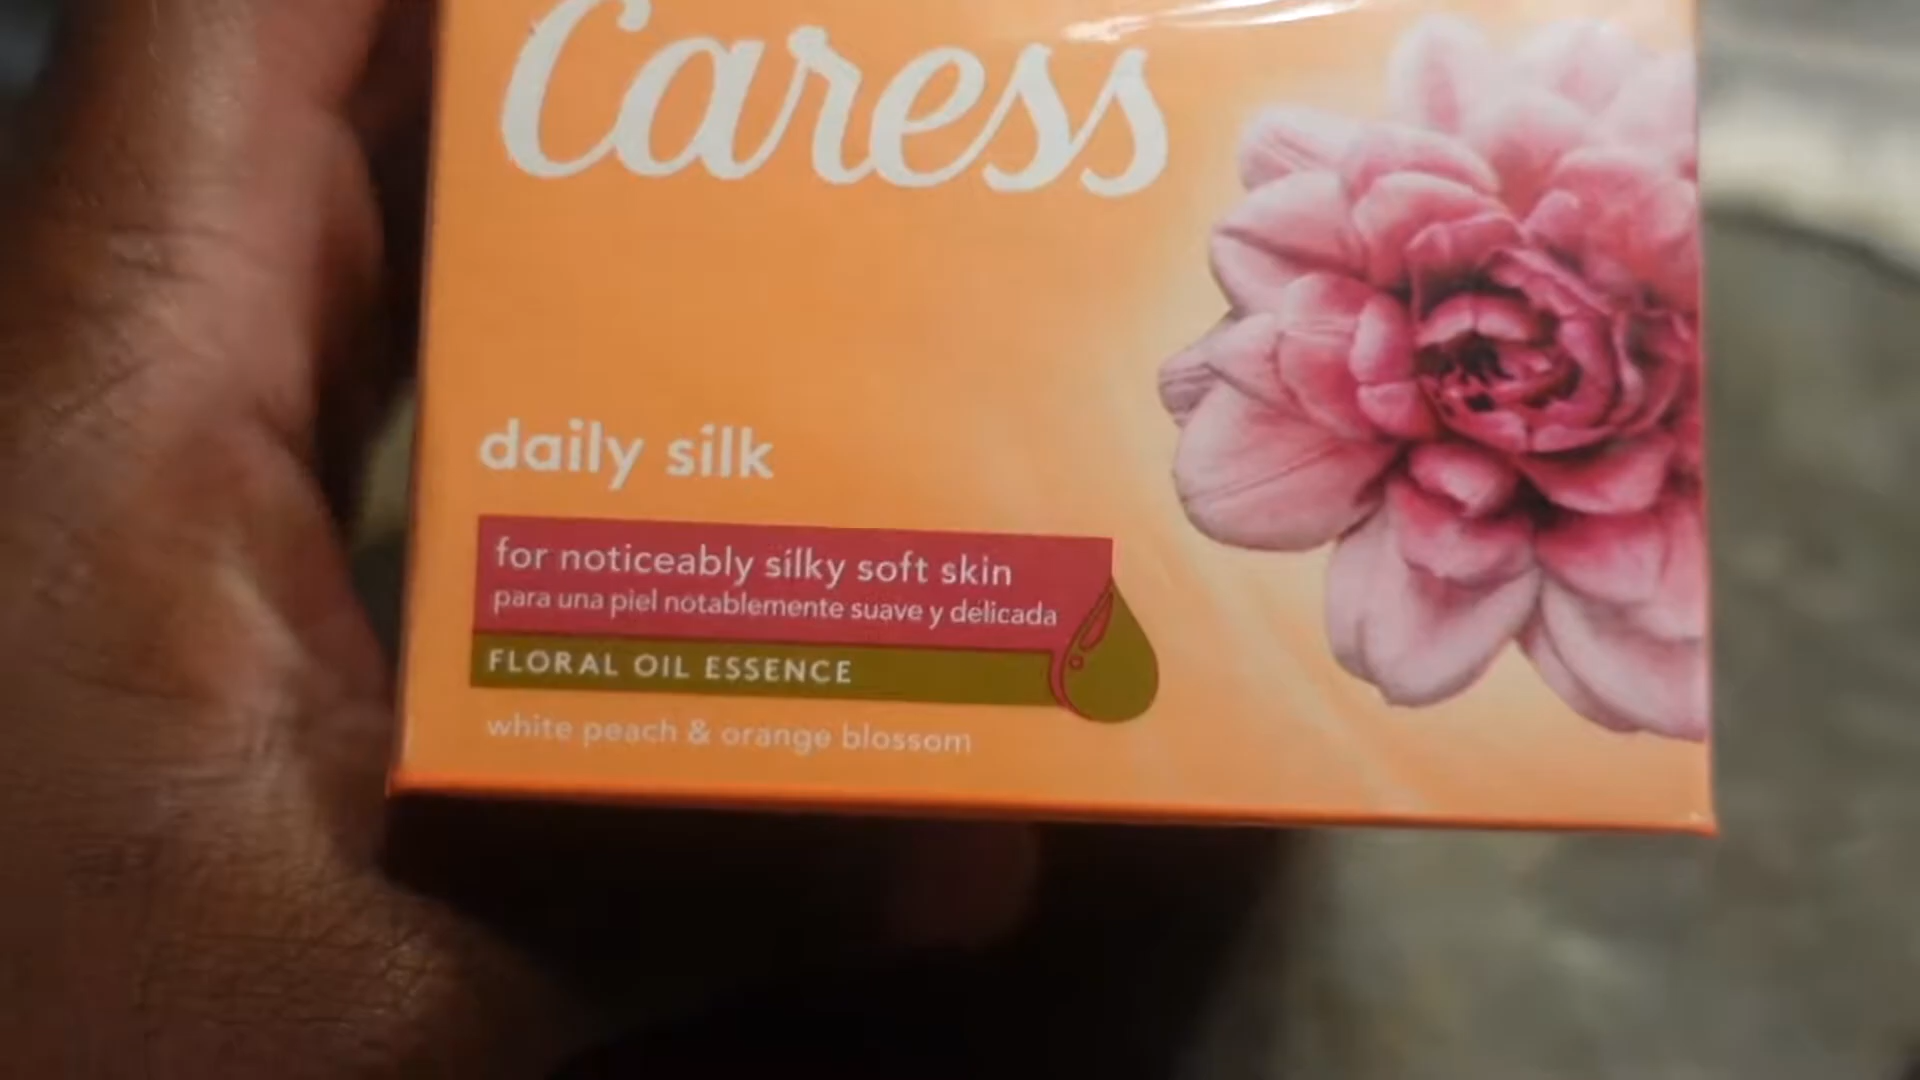 Caress
daily silk
for noticeably silky soft skin
para una piel notablemente suave y delicada
FLORAL OIL ESSENCE
white peach & orange blossom